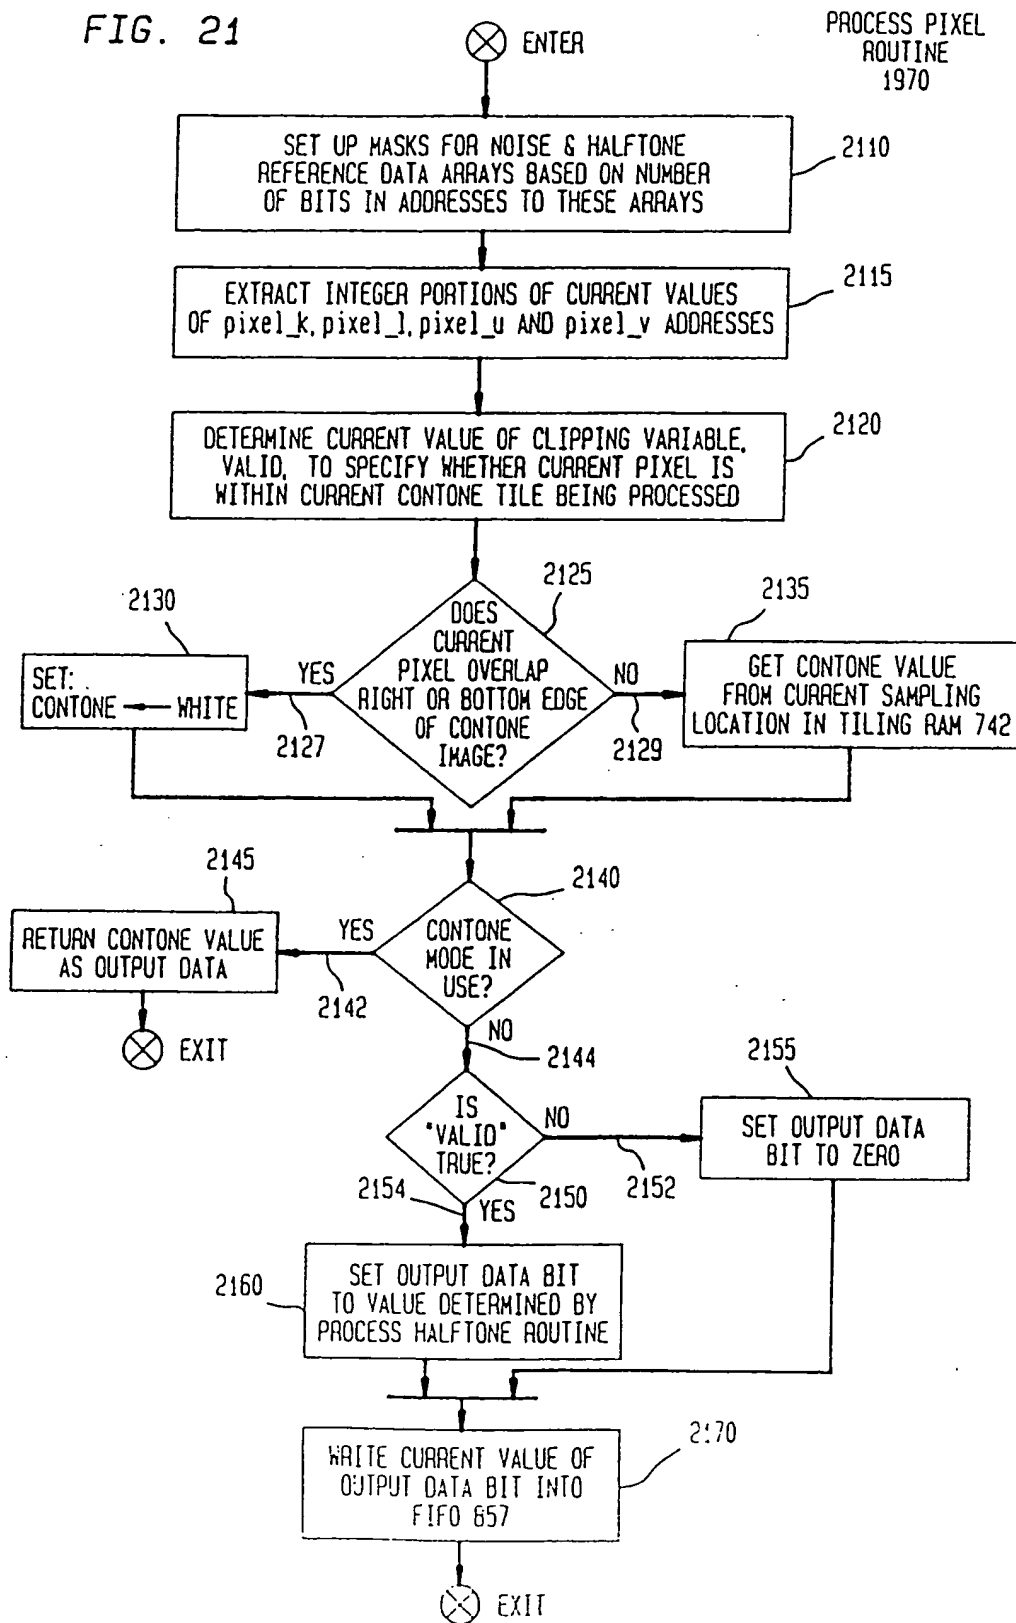 FIG. 21
ENTER
PROCESS PIXEL
ROUTINE
1970
SET UP MASKS FOR NOISE & HALFTONE
REFERENCE DATA ARRAYS BASED ON NUMBER
OF BITS IN ADDRESSES TO THESE ARRAYS
2110
EXTRACT INTEGER PORTIONS OF CURRENT VALUES
OF pixel_k, pixel_l, pixel_u AND pixel_v ADDRESSES
2115
DETERMINE CURRENT VALUE OF CLIPPING VARIABLE,
VALID, TO SPECIFY WHETHER CURRENT PIXEL IS
WITHIN CURRENT CONTONE TILE BEING PROCESSED
2120
DOES
CURRENT
PIXEL OVERLAP
RIGHT OR BOTTOM EDGE
OF CONTONE
IMAGE?
2125
YES
2127
NO
2129
2130
SET:
CONTONE ← WHITE
2135
GET CONTONE VALUE
FROM CURRENT SAMPLING
LOCATION IN TILING RAM 742
CONTONE
MODE IN
USE?
2140
YES
2142
2145
RETURN CONTONE VALUE
AS OUTPUT DATA
EXIT
NO
2144
IS
"VALID"
TRUE?
2150
NO
2152
2155
SET OUTPUT DATA
BIT TO ZERO
2154
YES
2160
SET OUTPUT DATA BIT
TO VALUE DETERMINED BY
PROCESS HALFTONE ROUTINE
WRITE CURRENT VALUE OF
OUTPUT DATA BIT INTO
FIFO 857
2170
EXIT